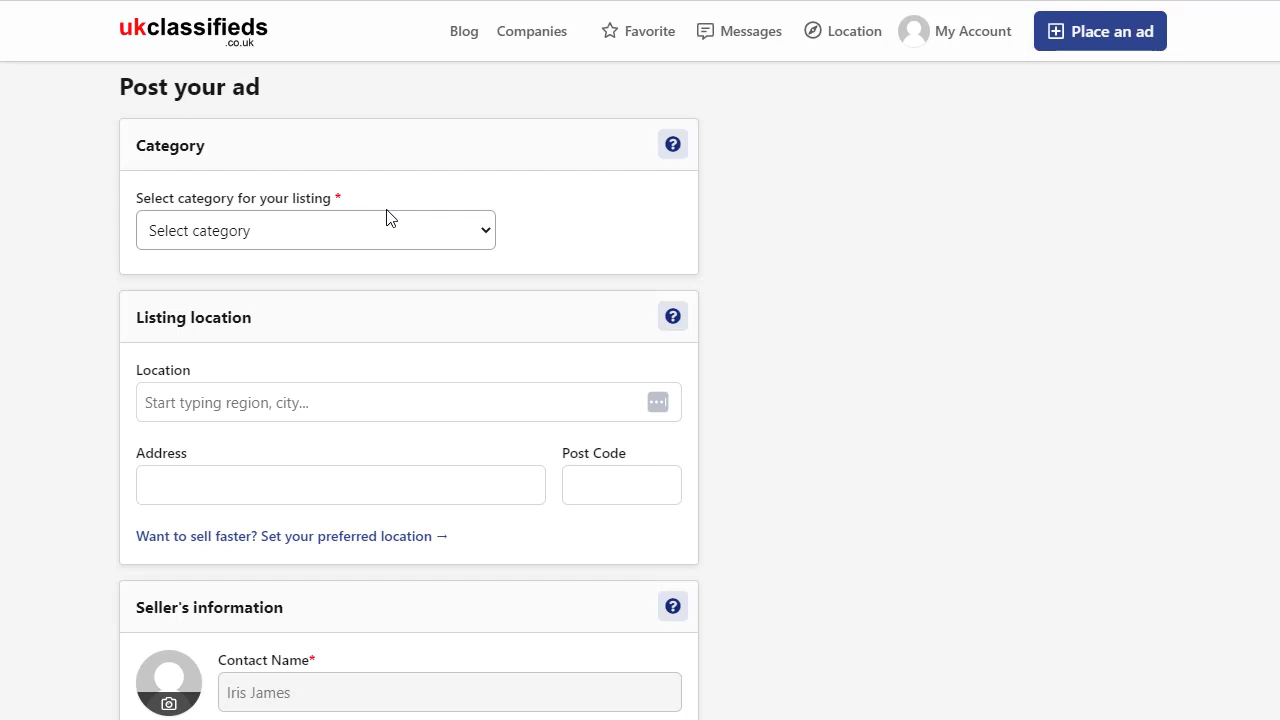 ukclassifieds
.co.uk
Blog Companies Favorite Messages Location My Account Place an ad
Post your ad
Category
Select category for your listing *
Select category
Listing location
Location
Start typing region, city...
Address Post Code
Want to sell faster? Set your preferred location →
Seller's information
Contact Name*
Iris James